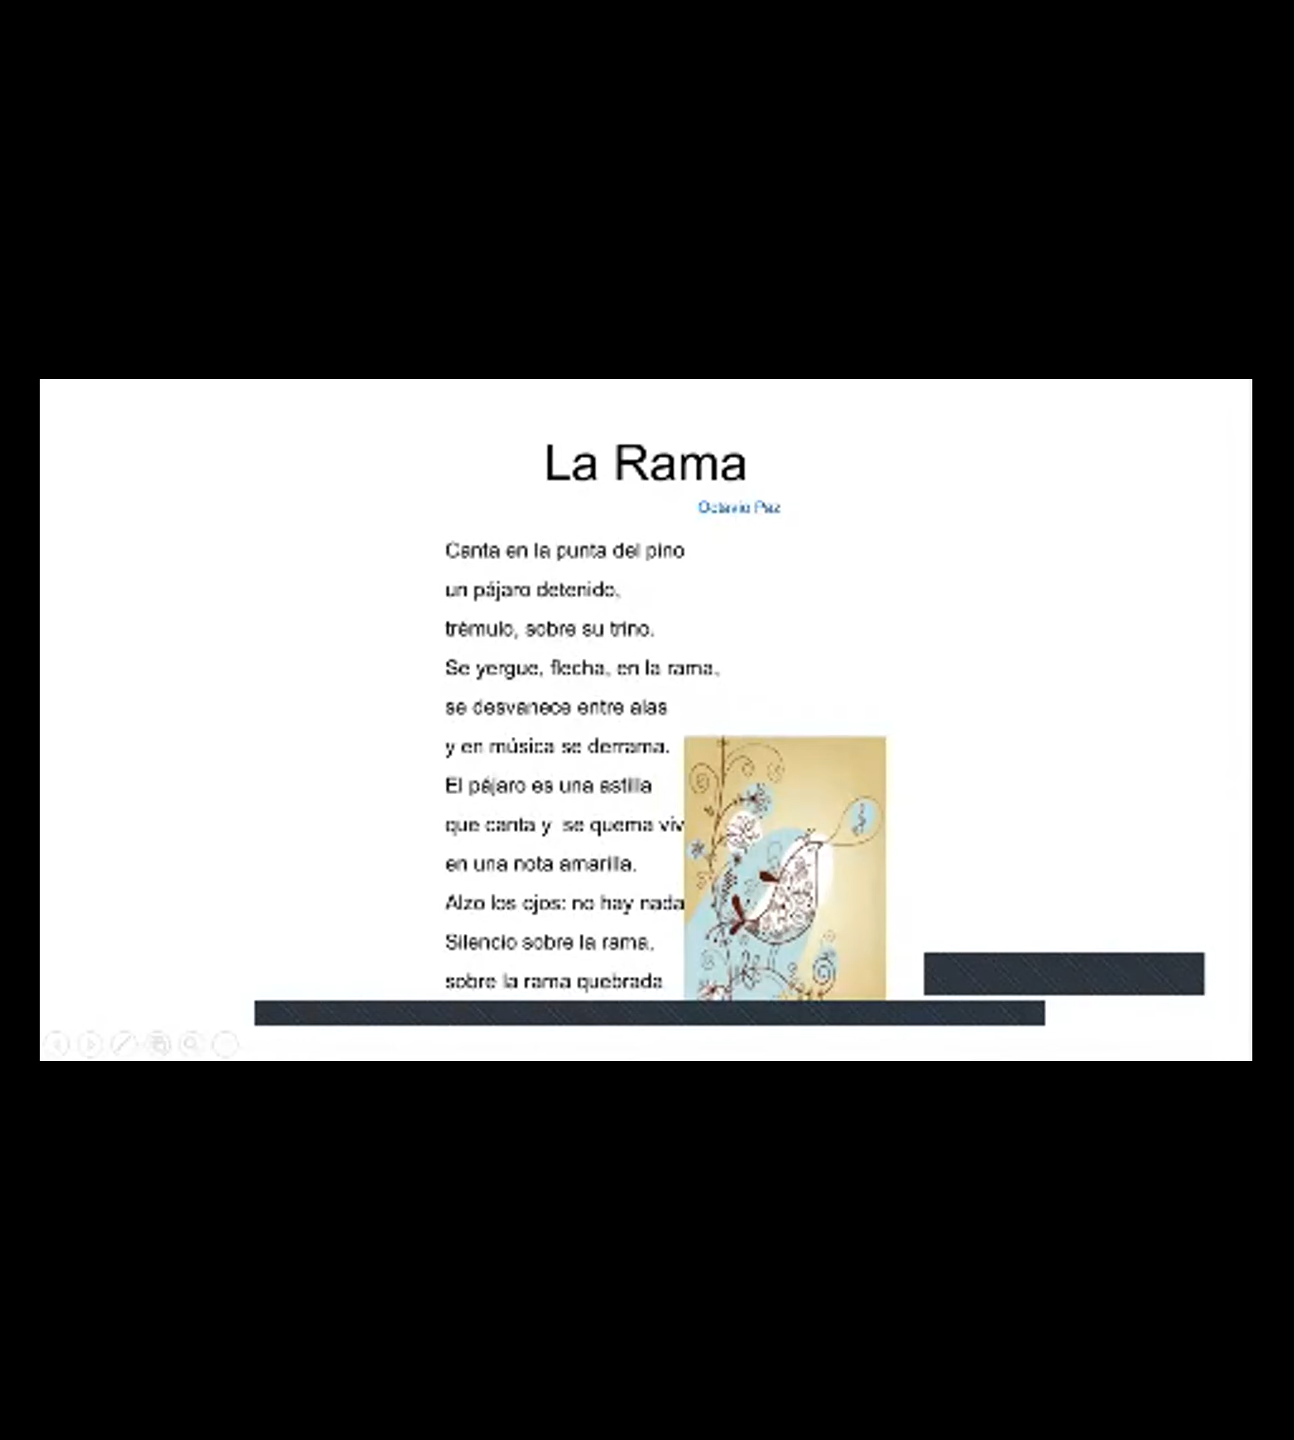 La Rama
Octavio Paz
Canta en la punta del pino
un pájaro detenido,
trémulo, sobre su trino.
Se yergue, flecha, en la rama,
se desvanece entre alas
y en música se derrama.
El pájaro es una astilla
que canta y se quema viv
en una nota amarilla.
Alzo los ojos: no hay nada
Silencio sobre la rama,
sobre la rama quebrada